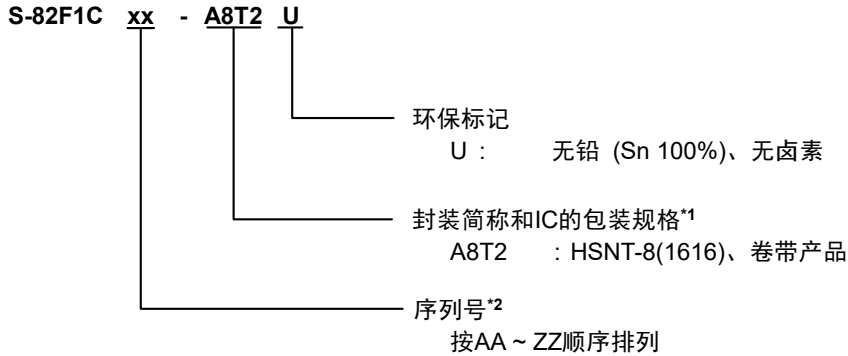 S-82F1C xx - A8T2 U
环保标记
U : 无铅 (Sn 100%)、无卤素
封装简称和IC的包装规格*1
A8T2 : HSNT-8(1616)、卷带产品
序列号*2
按AA ~ ZZ顺序排列